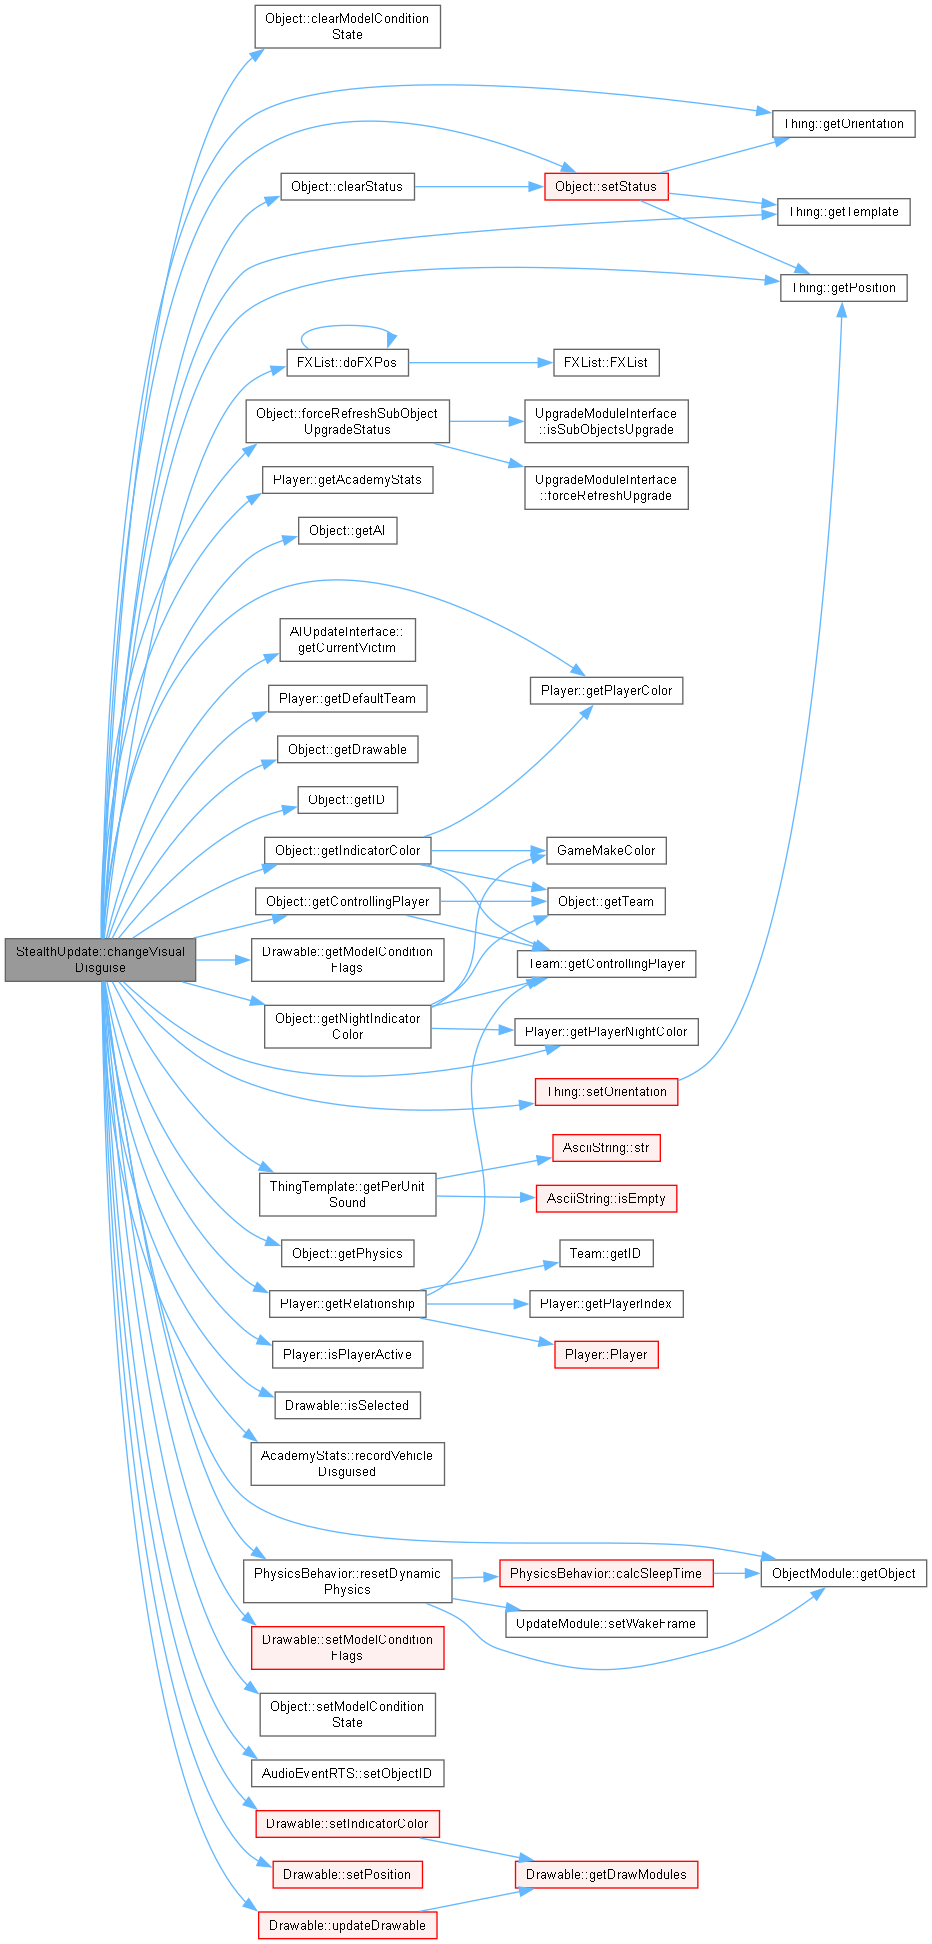 Object::clearModelCondition
State
Thing::getOrientation
Object::clearStatus
Object::setStatus
Thing::getTemplate
Thing::getPosition
FXList::doFXPos
FXList::FXList
Object::forceRefreshSubObject
UpgradeStatus
UpgradeModuleInterface
::isSubObjectsUpgrade
Player::getAcademyStats
UpgradeModuleInterface
::forceRefreshUpgrade
Object::getAI
AIUpdateInterface::
getCurrentVictim
Player::getPlayerColor
Player::getDefaultTeam
Object::getDrawable
Object::getID
Object::getIndicatorColor
GameMakeColor
Object::getControllingPlayer
Object::getTeam
StealthUpdate::changeVisual
Disguise
Drawable::getModelCondition
Flags
Team::getControllingPlayer
Object::getNightIndicator
Color
Player::getPlayerNightColor
Thing::setOrientation
AsciiString::str
ThingTemplate::getPerUnit
Sound
AsciiString::isEmpty
Object::getPhysics
Team::getID
Player::getRelationship
Player::getPlayerIndex
Player::isPlayerActive
Player::Player
Drawable::isSelected
AcademyStats::recordVehicle
Disguised
PhysicsBehavior::resetDynamic
Physics
PhysicsBehavior::calcSleepTime
ObjectModule::getObject
UpdateModule::setWakeFrame
Drawable::setModelCondition
Flags
Object::setModelCondition
State
AudioEventRTS::setObjectID
Drawable::setIndicatorColor
Drawable::setPosition
Drawable::getDrawModules
Drawable::updateDrawable